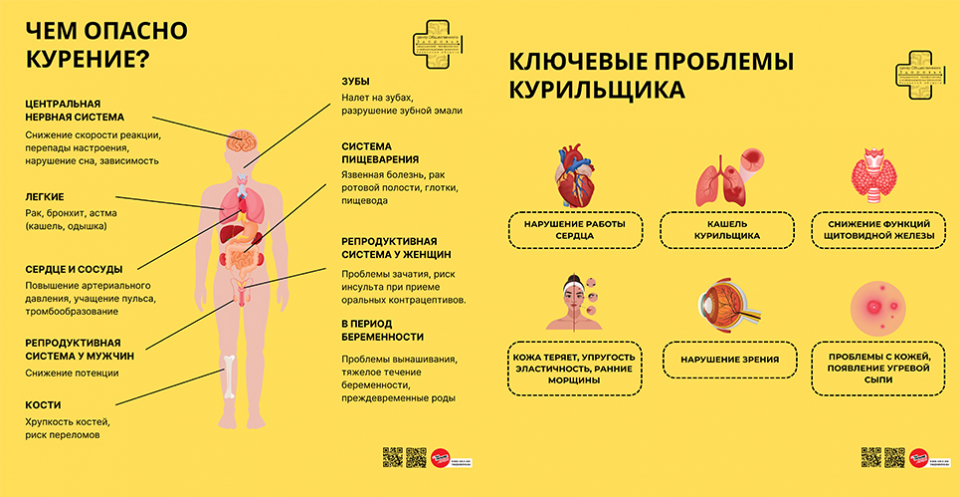 ЧЕМ ОПАСНО
КУРЕНИЕ?
ЦЕНТРАЛЬНАЯ
НЕРВНАЯ СИСТЕМА
Снижение скорости реакции,
перепады настроения,
нарушение сна, зависимость
ЛЕГКИЕ
Рак, бронхит, астма
(кашель, одышка)
СЕРДЦЕ И СОСУДЫ
Повышение артериального
давления, учащение пульса,
тромбообразование
РЕПРОДУКТИВНАЯ
СИСТЕМА У МУЖЧИН
Снижение потенции
КОСТИ
Хрупкость костей,
риск переломов
ЗУБЫ
Налет на зубах,
разрушение зубной эмали
СИСТЕМА
ПИЩЕВАРЕНИЯ
Язвенная болезнь, рак
ротовой полости, глотки,
пищевода
РЕПРОДУКТИВНАЯ
СИСТЕМА У ЖЕНЩИН
Проблемы зачатия, риск
инсульта при приеме
оральных контрацептивов.
В ПЕРИОД
БЕРЕМЕННОСТИ
Проблемы вынашивания,
тяжелое течение
беременности,
преждевременные роды
КЛЮЧЕВЫЕ ПРОБЛЕМЫ
КУРИЛЬЩИКА
НАРУШЕНИЕ РАБОТЫ
СЕРДЦА
КАШЕЛЬ
КУРИЛЬЩИКА
СНИЖЕНИЕ ФУНКЦИЙ
ЩИТОВИДНОЙ ЖЕЛЕЗЫ
КОЖА ТЕРЯЕТ, УПРУГОСТЬ
ЭЛАСТИЧНОСТЬ, РАННИЕ
МОРЩИНЫ
НАРУШЕНИЕ ЗРЕНИЯ
ПРОБЛЕМЫ С КОЖЕЙ,
ПОЯВЛЕНИЕ УГРЕВОЙ
СЫПИ